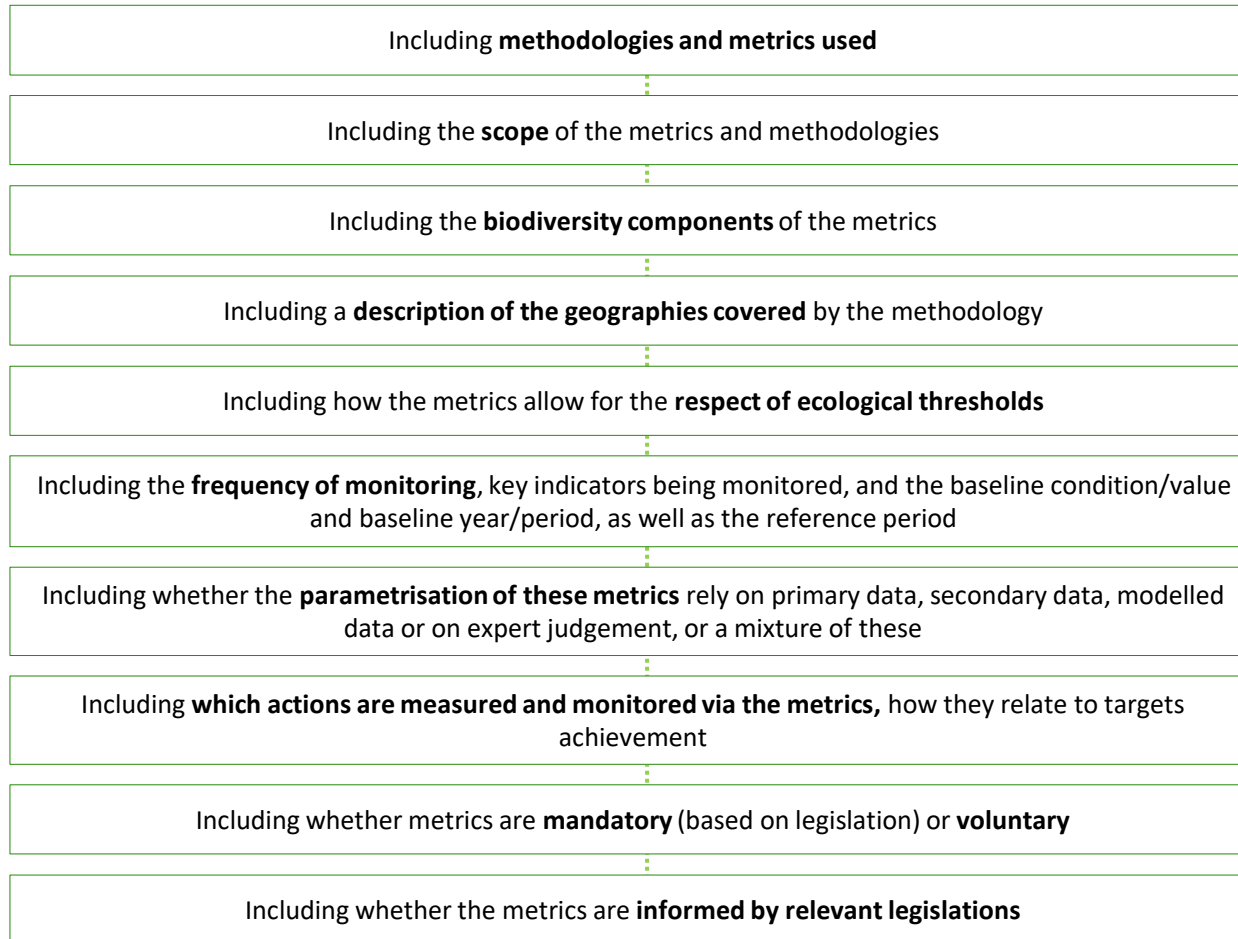 Including methodologies and metrics used
Including the scope of the metrics and methodologies
Including the biodiversity components of the metrics
Including a description of the geographies covered by the methodology
Including how the metrics allow for the respect of ecological thresholds
Including the frequency of monitoring, key indicators being monitored, and the baseline condition/value
and baseline year/period, as well as the reference period
Including whether the parametrisation of these metrics rely on primary data, secondary data, modelled
data or on expert judgement, or a mixture of these
Including which actions are measured and monitored via the metrics, how they relate to targets
achievement
Including whether metrics are mandatory (based on legislation) or voluntary
Including whether the metrics are informed by relevant legislations